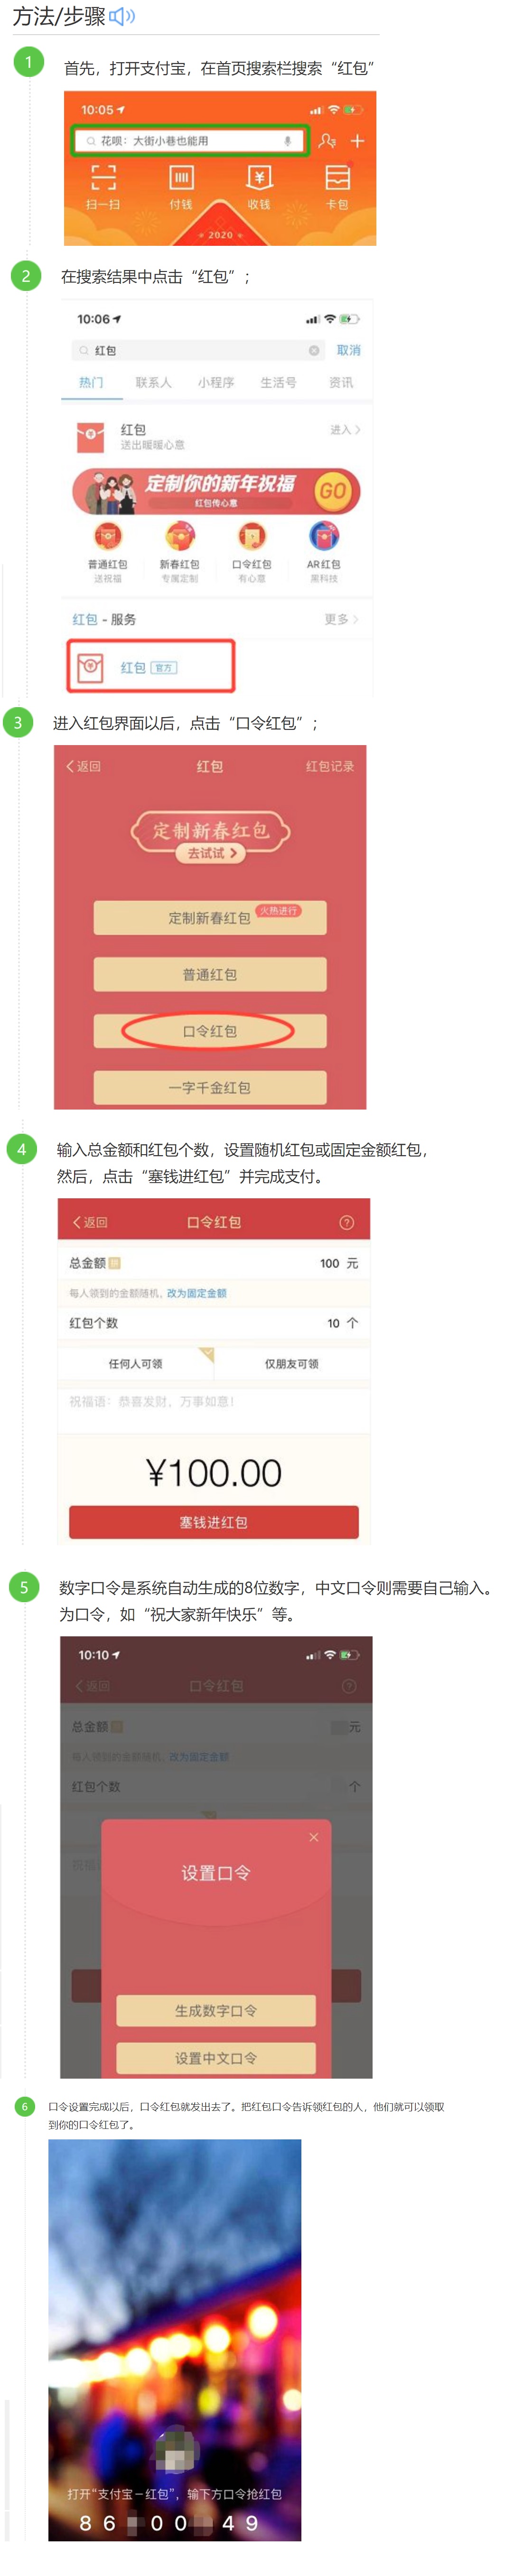 方法/步骤
1
首先，打开支付宝，在首页搜索栏搜索“红包”
10:05
花呗：大街小巷也能用
扫一扫 付钱 收钱 卡包
2020
2
在搜索结果中点击“红包”；
10:06
红包 取消
热门 联系人 小程序 生活号 资讯
红包 进入
送出暖暖心意
定制你的新年祝福 GO
红包传心意
普通红包 新春红包 口令红包 AR红包
送祝福 专属定制 有心意 黑科技
红包 - 服务 更多
红包 官方
3
进入红包界面以后，点击“口令红包”；
返回 红包 红包记录
定制新春红包
去试试
定制新春红包 火热进行
普通红包
口令红包
一字千金红包
4
输入总金额和红包个数，设置随机红包或固定金额红包，
然后，点击“塞钱进红包”并完成支付。
返回 口令红包 ?
总金额 拼 100 元
每人领到的金额随机，改为固定金额
红包个数 10 个
任何人可领 仅朋友可领
祝福语：恭喜发财，万事如意！
¥100.00
塞钱进红包
5
数字口令是系统自动生成的8位数字，中文口令则需要自己输入。
为口令，如“祝大家新年快乐”等。
10:10
返回 口令红包 ?
总金额 元
每人领到的金额随机，改为固定金额
红包个数 个
祝福
设置口令
生成数字口令
设置中文口令
6
口令设置完成以后，口令红包就发出去了。把红包口令告诉领红包的人，他们就可以领取
到你的口令红包了。
打开“支付宝－红包”，输下方口令抢红包
8 6 0 0 4 9